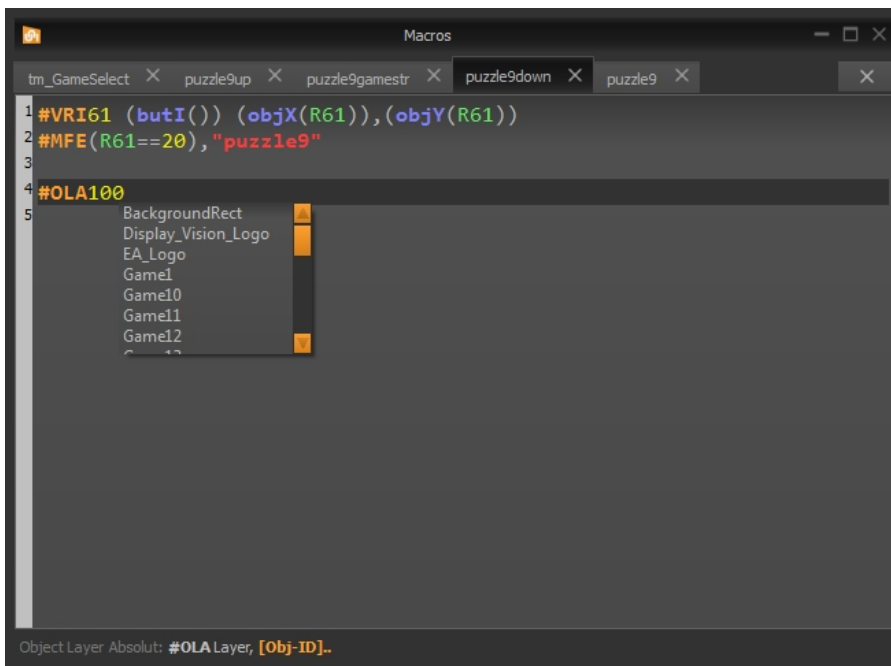 Macros
tm_GameSelect puzzle9up puzzle9gamestr puzzle9down puzzle9
1 #VRI61 (butI()) (objX(R61)),(objY(R61))
2 #MFE(R61==20),"puzzle9"
3
4 #OLA100
5
BackgroundRect
Display_Vision_Logo
EA_Logo
Game1
Game10
Game11
Game12
Object Layer Absolut: #OLA Layer, [Obj-ID]..